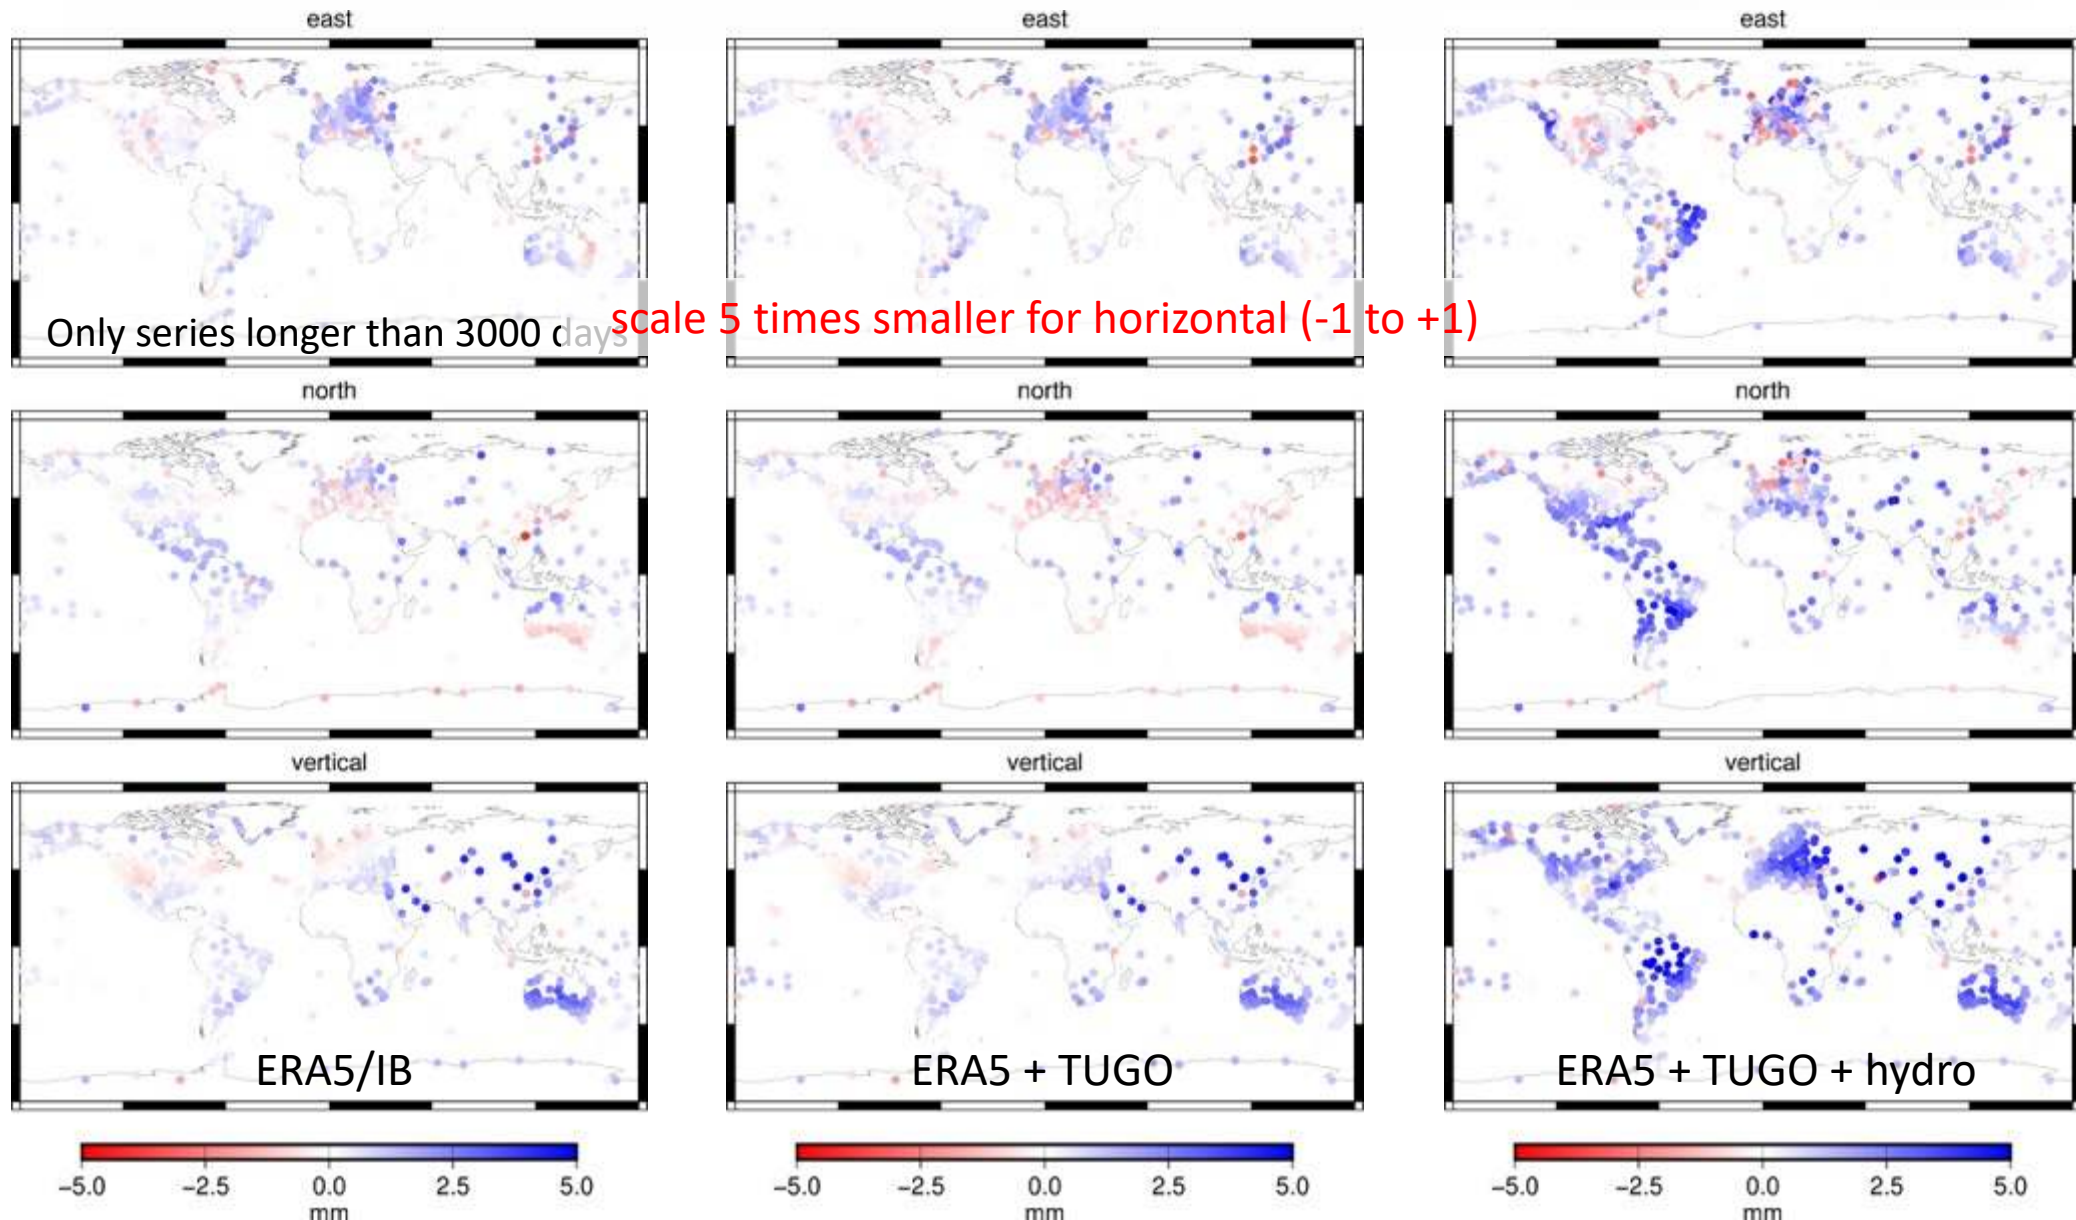 east east east
Only series longer than 3000 days
scale 5 times smaller for horizontal (-1 to +1)
north north north
vertical vertical vertical
ERA5/IB ERA5 + TUGO ERA5 + TUGO + hydro
−5.0 −2.5 0.0 2.5 5.0 −5.0 −2.5 0.0 2.5 5.0 −5.0 −2.5 0.0 2.5 5.0
mm mm mm